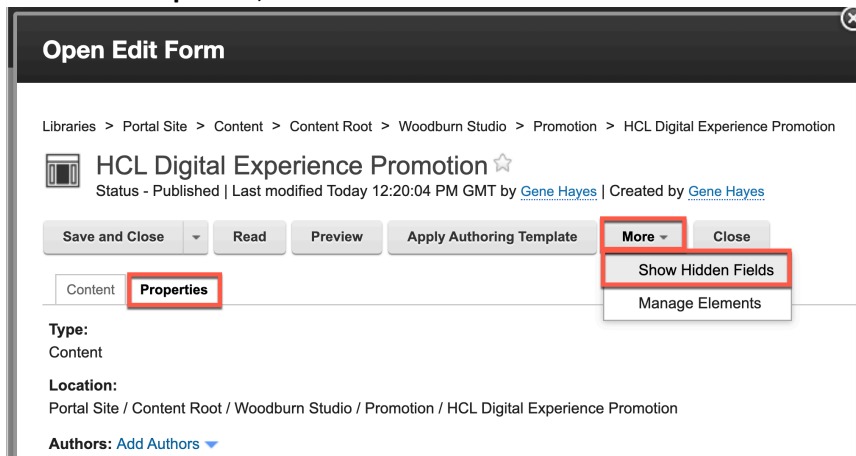 Open Edit Form
Libraries > Portal Site > Content > Content Root > Woodburn Studio > Promotion > HCL Digital Experience Promotion
HCL Digital Experience Promotion
Status - Published | Last modified Today 12:20:04 PM GMT by Gene Hayes | Created by Gene Hayes
Save and Close Read Preview Apply Authoring Template More Close
Show Hidden Fields
Content Properties
Manage Elements
Type:
Content
Location:
Portal Site / Content Root / Woodburn Studio / Promotion / HCL Digital Experience Promotion
Authors: Add Authors